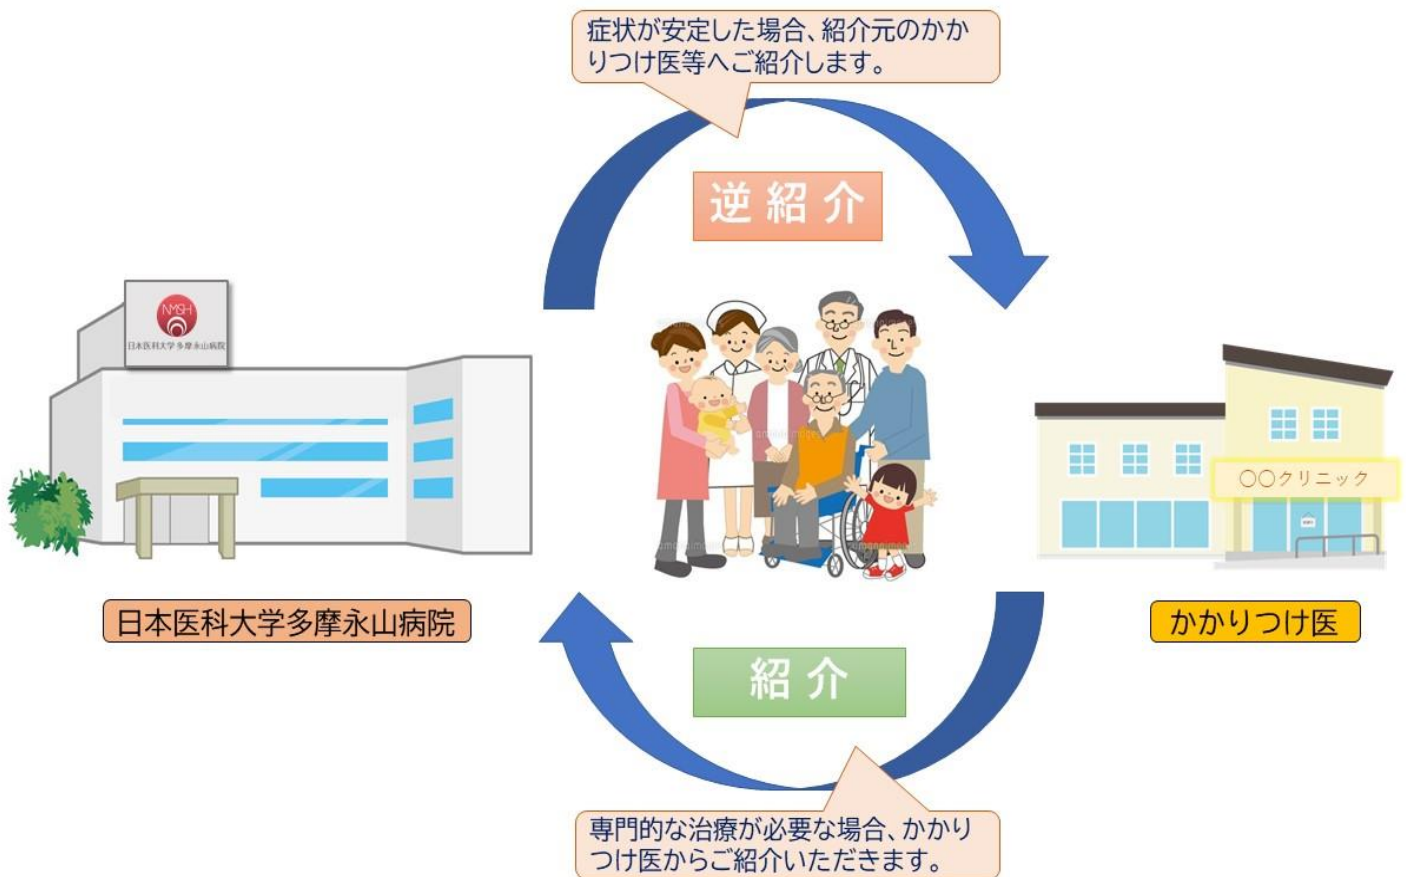 症状が安定した場合、紹介元のかか
りつけ医等へご紹介します。
逆紹介
NMSH
日本医科大学多摩永山病院
〇〇クリニック
日本医科大学多摩永山病院
かかりつけ医
紹介
専門的な治療が必要な場合、かかり
つけ医からご紹介いただきます。